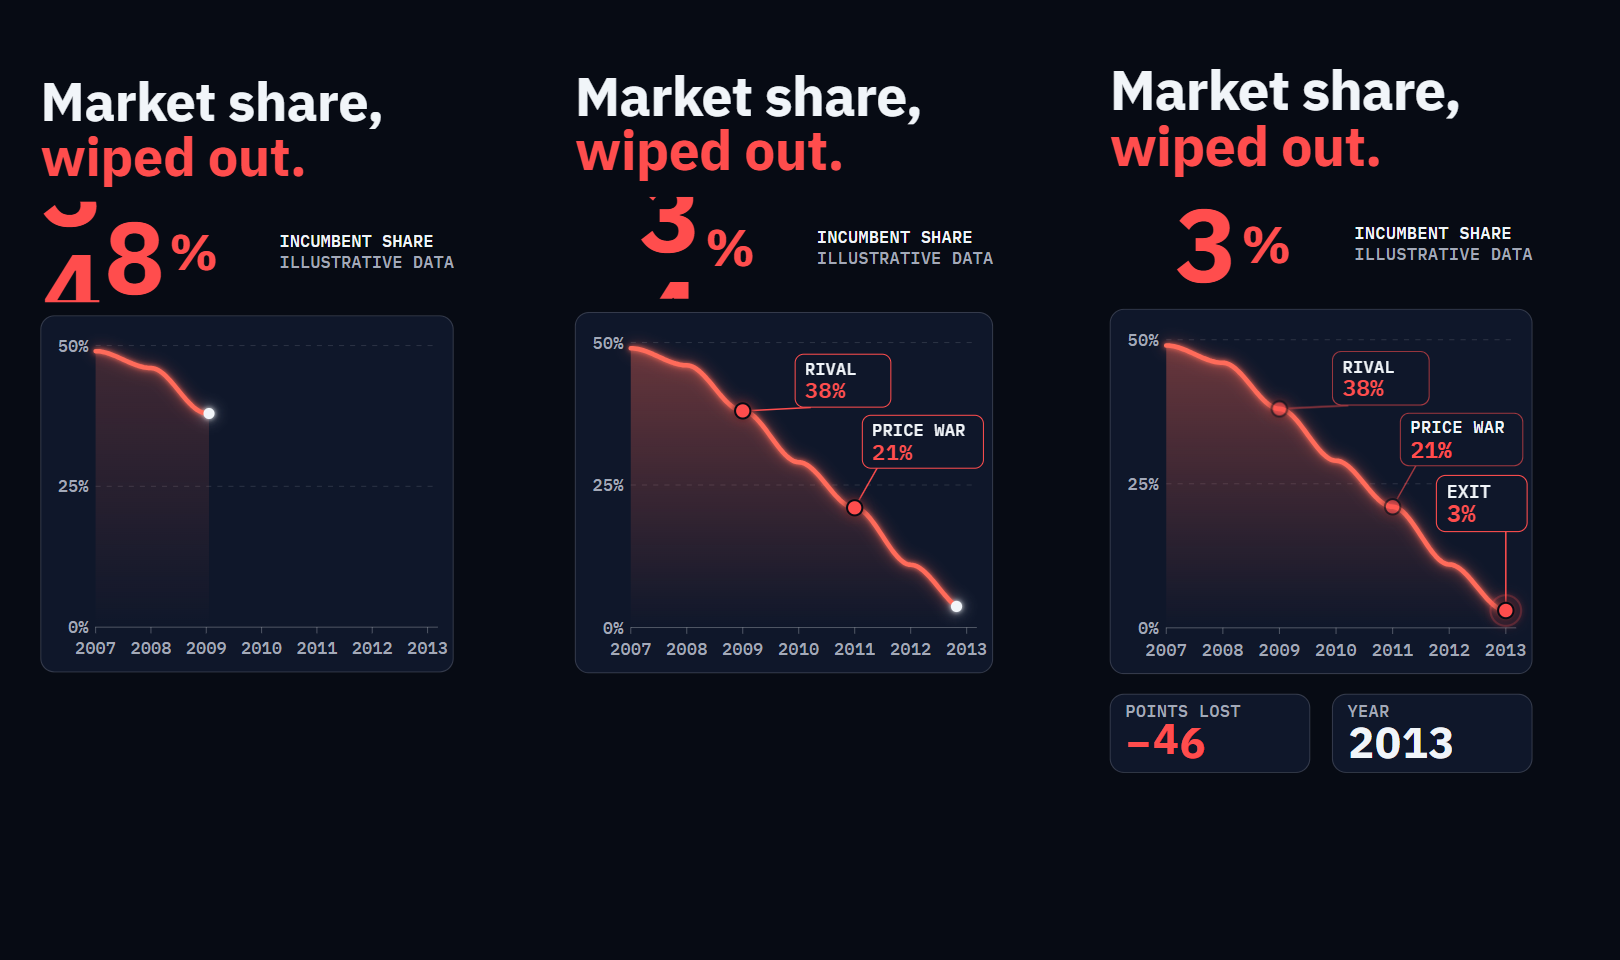 Market share,
wiped out.
8%
INCUMBENT SHARE
ILLUSTRATIVE DATA
50%
25%
0%
2007 2008 2009 2010 2011 2012 2013
Market share,
wiped out.
3%
INCUMBENT SHARE
ILLUSTRATIVE DATA
50%
RIVAL
38%
PRICE WAR
21%
25%
0%
2007 2008 2009 2010 2011 2012 2013
Market share,
wiped out.
3%
INCUMBENT SHARE
ILLUSTRATIVE DATA
50%
RIVAL
38%
PRICE WAR
21%
25%
EXIT
3%
0%
2007 2008 2009 2010 2011 2012 2013
POINTS LOST
−46
YEAR
2013